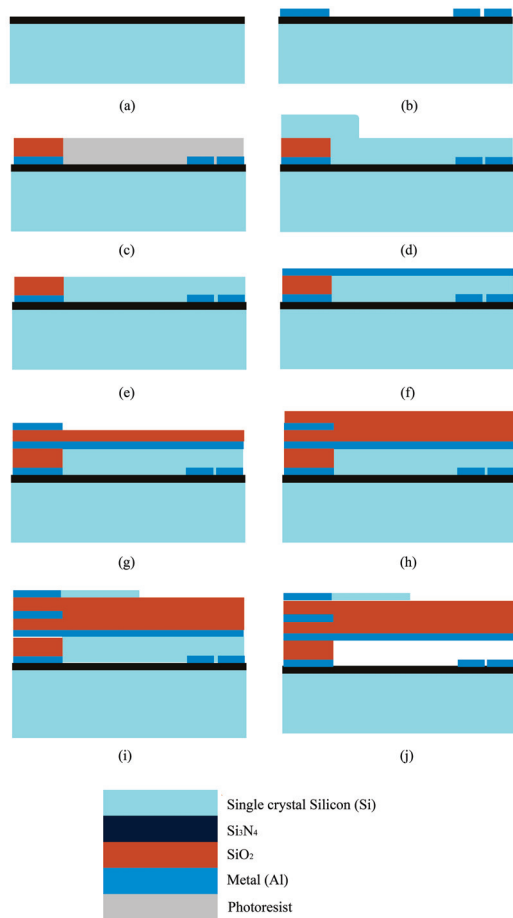 (a)
(b)
(c)
(d)
(e)
(f)
(g)
(h)
(i)
(j)
Single crystal Silicon (Si)
Si₃N₄
SiO₂
Metal (Al)
Photoresist